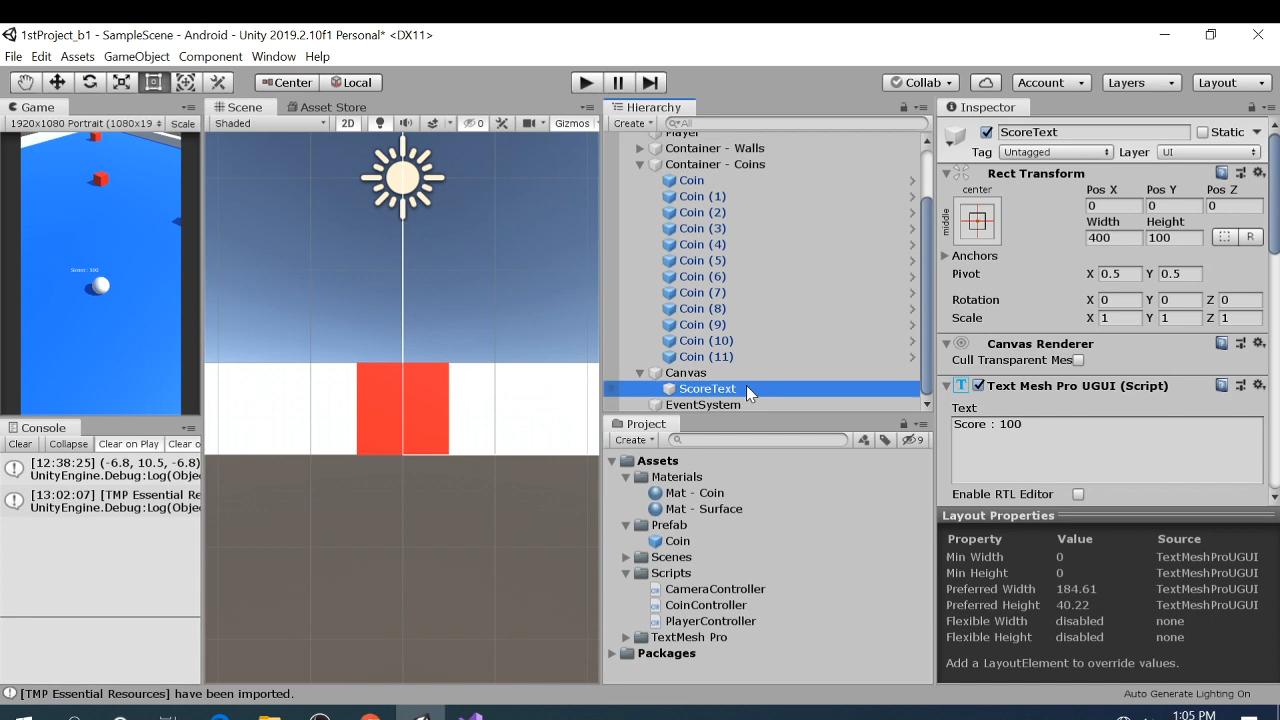 1stProject_b1 - SampleScene - Android - Unity 2019.2.10f1 Personal* <DX11>
File Edit Assets GameObject Component Window Help
Center Local Collab Account Layers Layout
Game
1920x1080 Portrait (1080x19 Scale
Score : 100
Console
Clear Collapse Clear on Play Clear o
[12:38:25] (-6.8, 10.5, -6.8)
UnityEngine.Debug:Log(Obje
[13:02:07] [TMP Essential Re
UnityEngine.Debug:Log(Obje
Scene Asset Store
Shaded 2D 0 Gizmos
Hierarchy
Create All
Player
Container - Walls
Container - Coins
Coin
Coin (1)
Coin (2)
Coin (3)
Coin (4)
Coin (5)
Coin (6)
Coin (7)
Coin (8)
Coin (9)
Coin (10)
Coin (11)
Canvas
ScoreText
EventSystem
Project
Create 9
Assets
Materials
Mat - Coin
Mat - Surface
Prefab
Coin
Scenes
Scripts
CameraController
CoinController
PlayerController
TextMesh Pro
Packages
Inspector
ScoreText Static
Tag Untagged Layer UI
Rect Transform
center Pos X Pos Y Pos Z
middle 0 0 0
Width Height
400 100 R
Anchors
Pivot X 0.5 Y 0.5
Rotation X 0 Y 0 Z 0
Scale X 1 Y 1 Z 1
Canvas Renderer
Cull Transparent Mes
Text Mesh Pro UGUI (Script)
Text
Score : 100
Enable RTL Editor
Layout Properties
Property Value Source
Min Width 0 TextMeshProUGUI
Min Height 0 TextMeshProUGUI
Preferred Width 184.61 TextMeshProUGUI
Preferred Height 40.22 TextMeshProUGUI
Flexible Width disabled none
Flexible Height disabled none
Add a LayoutElement to override values.
[TMP Essential Resources] have been imported. Auto Generate Lighting On
1:05 PM